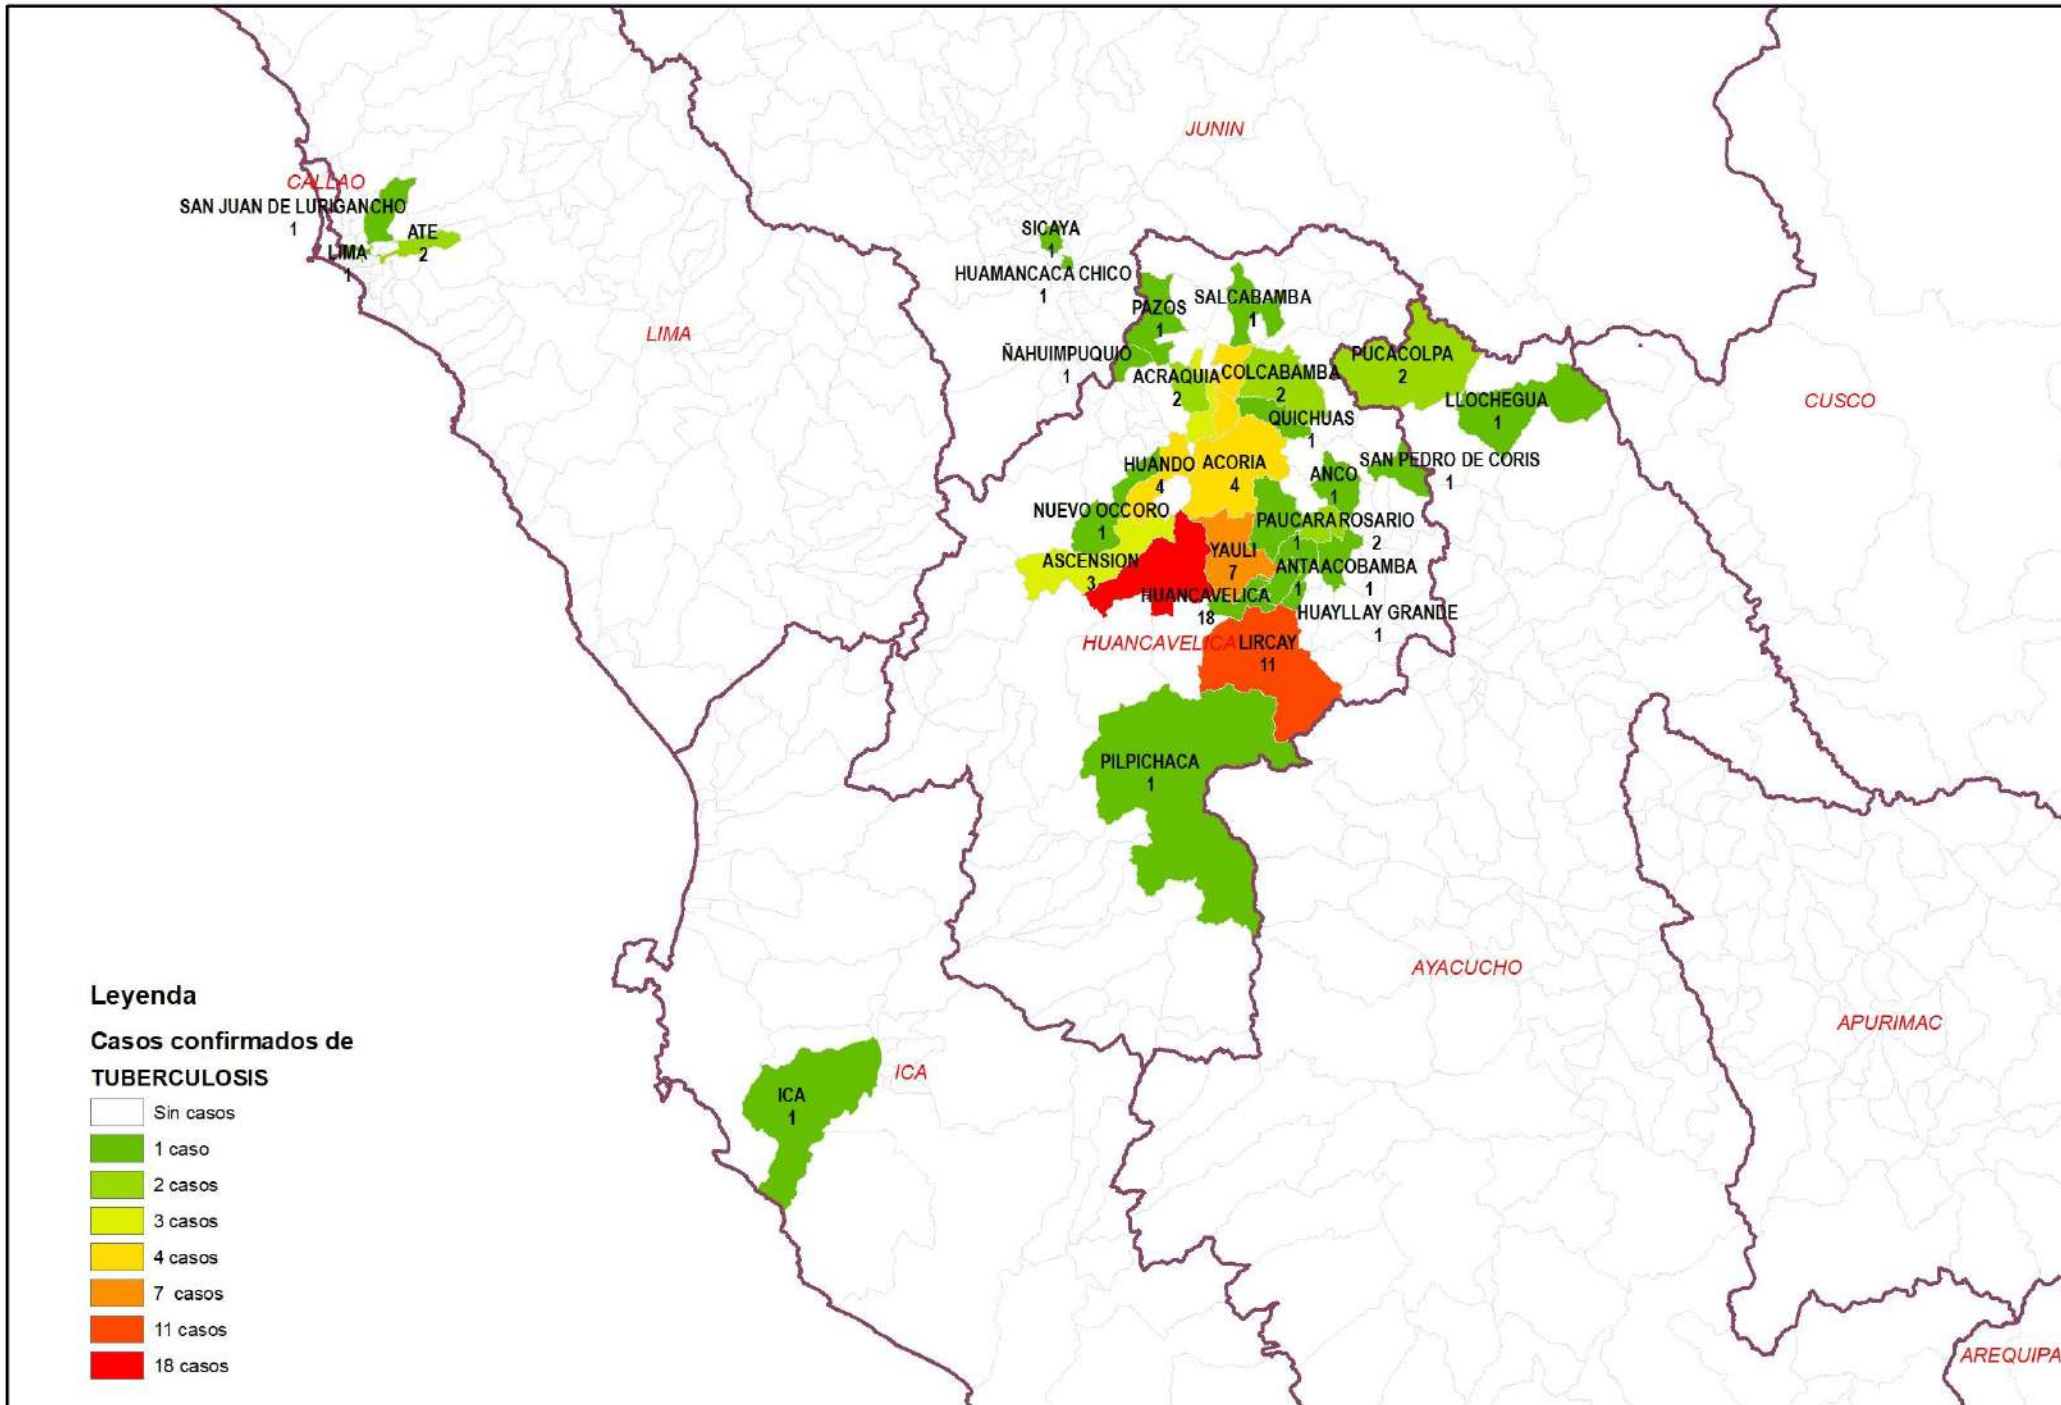 JUNIN
CALLAO
SAN JUAN DE LURIGANCHO
1
ATE
2
LIMA
1
SICAYA
1
HUAMANCACA CHICO
1
LIMA
PAZOS
1
SALCABAMBA
1
ÑAHUIMPUQUIO
1
ACRAQUIA
2
COLCABAMBA
2
PUCACOLPA
2
LLOCHEGUA
1
CUSCO
QUICHUAS
1
HUANDO
4
ACORIA
4
ANCO
1
SAN PEDRO DE CORIS
1
NUEVO OCCORO
1
PAUCARA
1
ROSARIO
2
ASCENSION
3
YAULI
7
ANTA
1
ACOBAMBA
1
HUANCAVELICA
18
HUAYLLAY GRANDE
1
HUANCAVELICA
LIRCAY
11
PILPICHACA
1
AYACUCHO
APURIMAC
ICA
ICA
1
AREQUIPA
Leyenda
Casos confirmados de
TUBERCULOSIS
Sin casos
1 caso
2 casos
3 casos
4 casos
7 casos
11 casos
18 casos